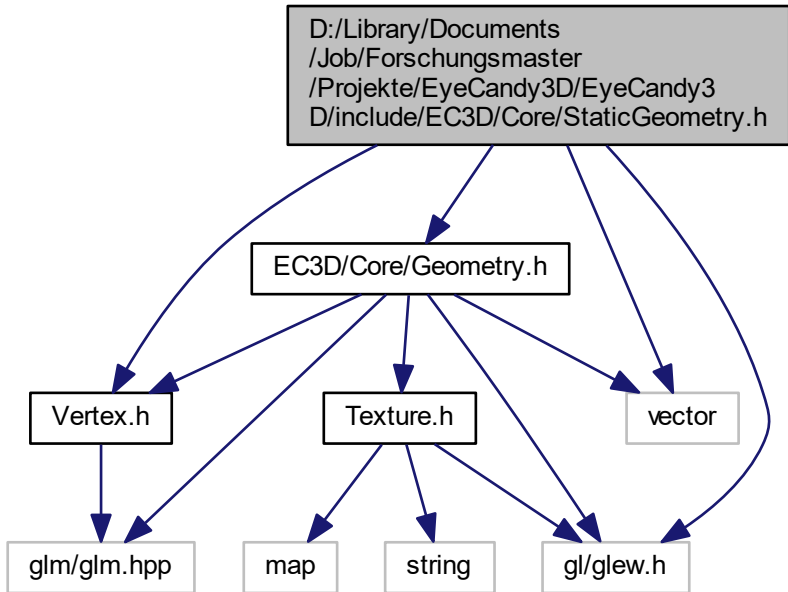 D:/Library/Documents
/Job/Forschungsmaster
/Projekte/EyeCandy3D/EyeCandy3
D/include/EC3D/Core/StaticGeometry.h
EC3D/Core/Geometry.h
Vertex.h
Texture.h
vector
glm/glm.hpp
map
string
gl/glew.h